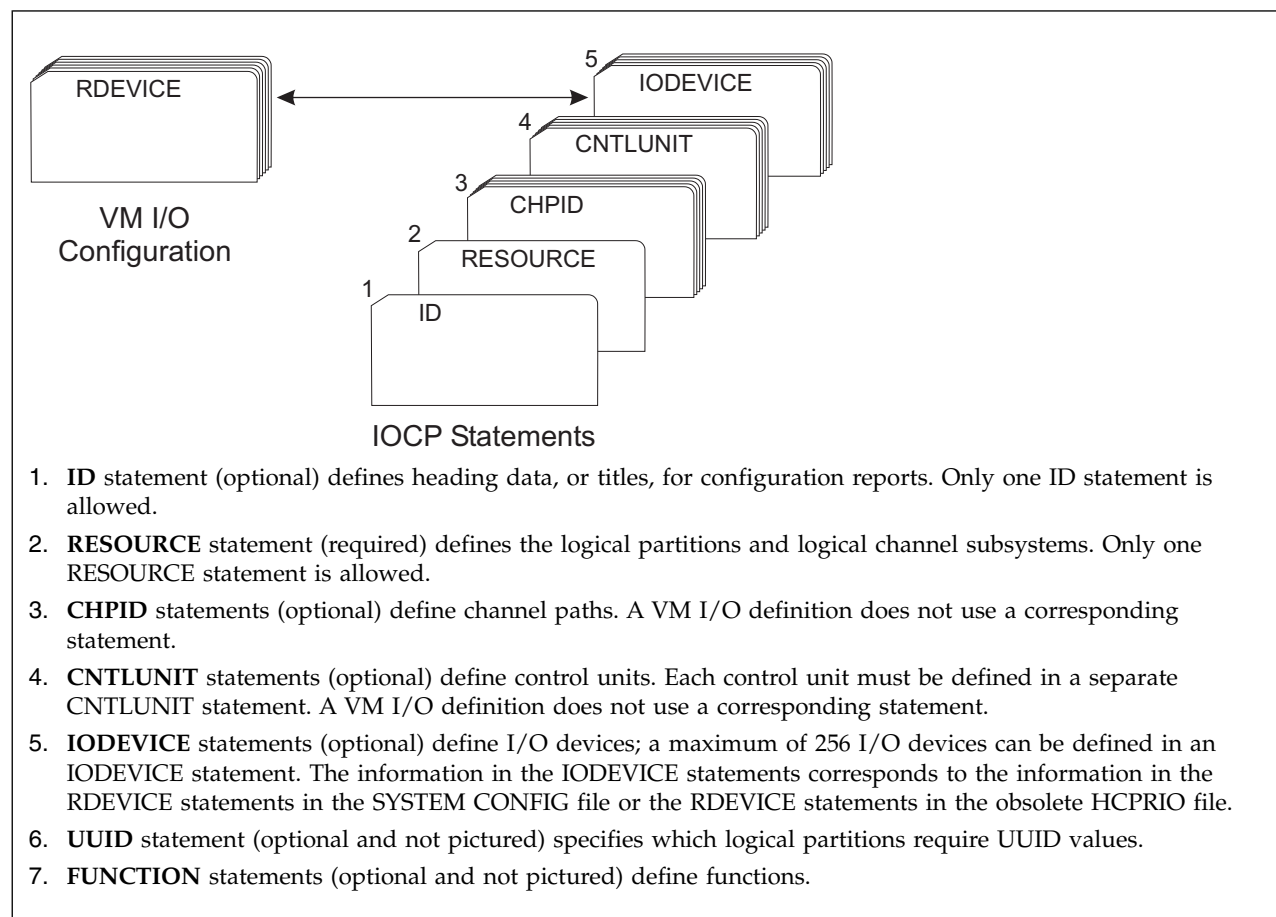 RDEVICE
VM I/O
Configuration
5
IODEVICE
4
CNTLUNIT
3
CHPID
2
RESOURCE
1
ID
IOCP Statements
1. ID statement (optional) defines heading data, or titles, for configuration reports. Only one ID statement is
allowed.
2. RESOURCE statement (required) defines the logical partitions and logical channel subsystems. Only one
RESOURCE statement is allowed.
3. CHPID statements (optional) define channel paths. A VM I/O definition does not use a corresponding
statement.
4. CNTLUNIT statements (optional) define control units. Each control unit must be defined in a separate
CNTLUNIT statement. A VM I/O definition does not use a corresponding statement.
5. IODEVICE statements (optional) define I/O devices; a maximum of 256 I/O devices can be defined in an
IODEVICE statement. The information in the IODEVICE statements corresponds to the information in the
RDEVICE statements in the SYSTEM CONFIG file or the RDEVICE statements in the obsolete HCPRIO file.
6. UUID statement (optional and not pictured) specifies which logical partitions require UUID values.
7. FUNCTION statements (optional and not pictured) define functions.